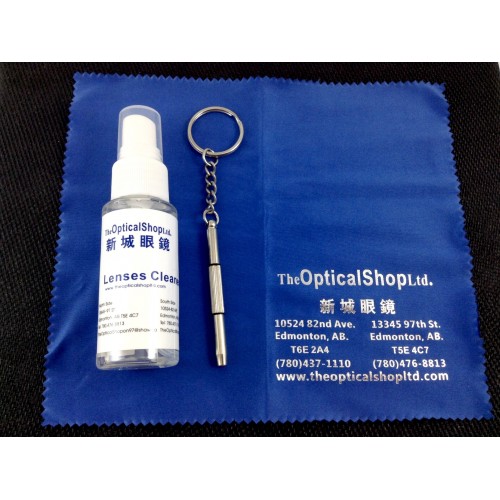 TheOpticalShopLtd.
新城眼鏡
Lenses Cleane
www.theopticalshopltd.com
TheOpticalShopLtd.
新城眼鏡
10524 82nd Ave. 13345 97th St.
Edmonton, AB. Edmonton, AB.
T6E 2A4 T5E 4C7
(780)437-1110 (780)476-8813
www.theopticalshopltd.com